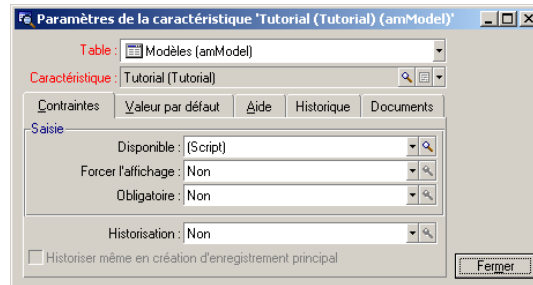 Paramètres de la caractéristique 'Tutorial (Tutorial) (amModel)'
Table : Modèles (amModel)
Caractéristique : Tutorial (Tutorial)
Contraintes Valeur par défaut Aide Historique Documents
Saisie
Disponible : (Script)
Forcer l'affichage : Non
Obligatoire : Non
Historisation : Non
Historiser même en création d'enregistrement principal
Fermer